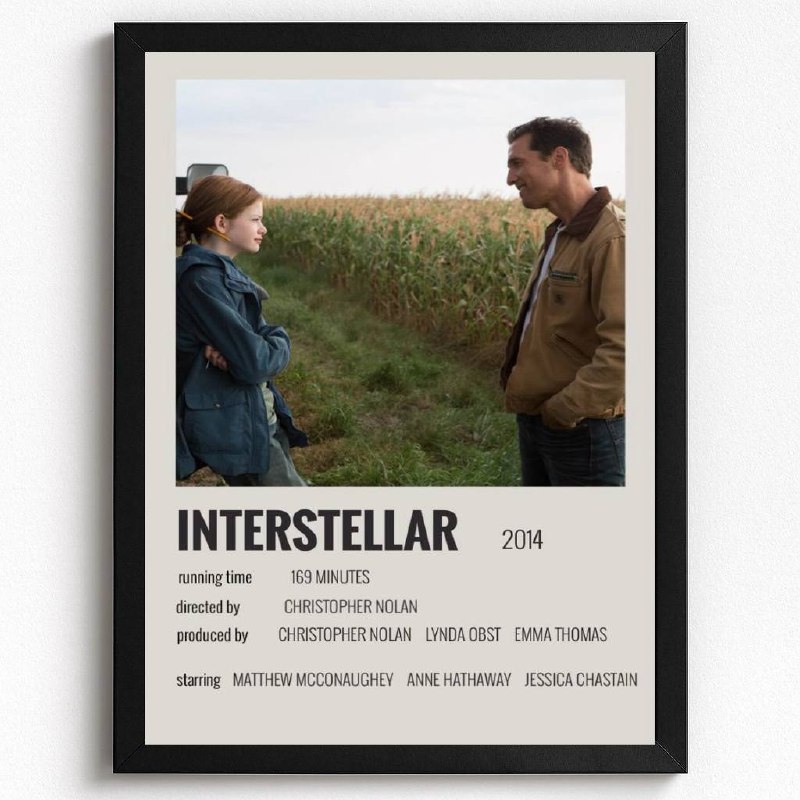 INTERSTELLAR 2014
running time 169 MINUTES
directed by CHRISTOPHER NOLAN
produced by CHRISTOPHER NOLAN LYNDA OBST EMMA THOMAS
starring MATTHEW MCCONAUGHEY ANNE HATHAWAY JESSICA CHASTAIN